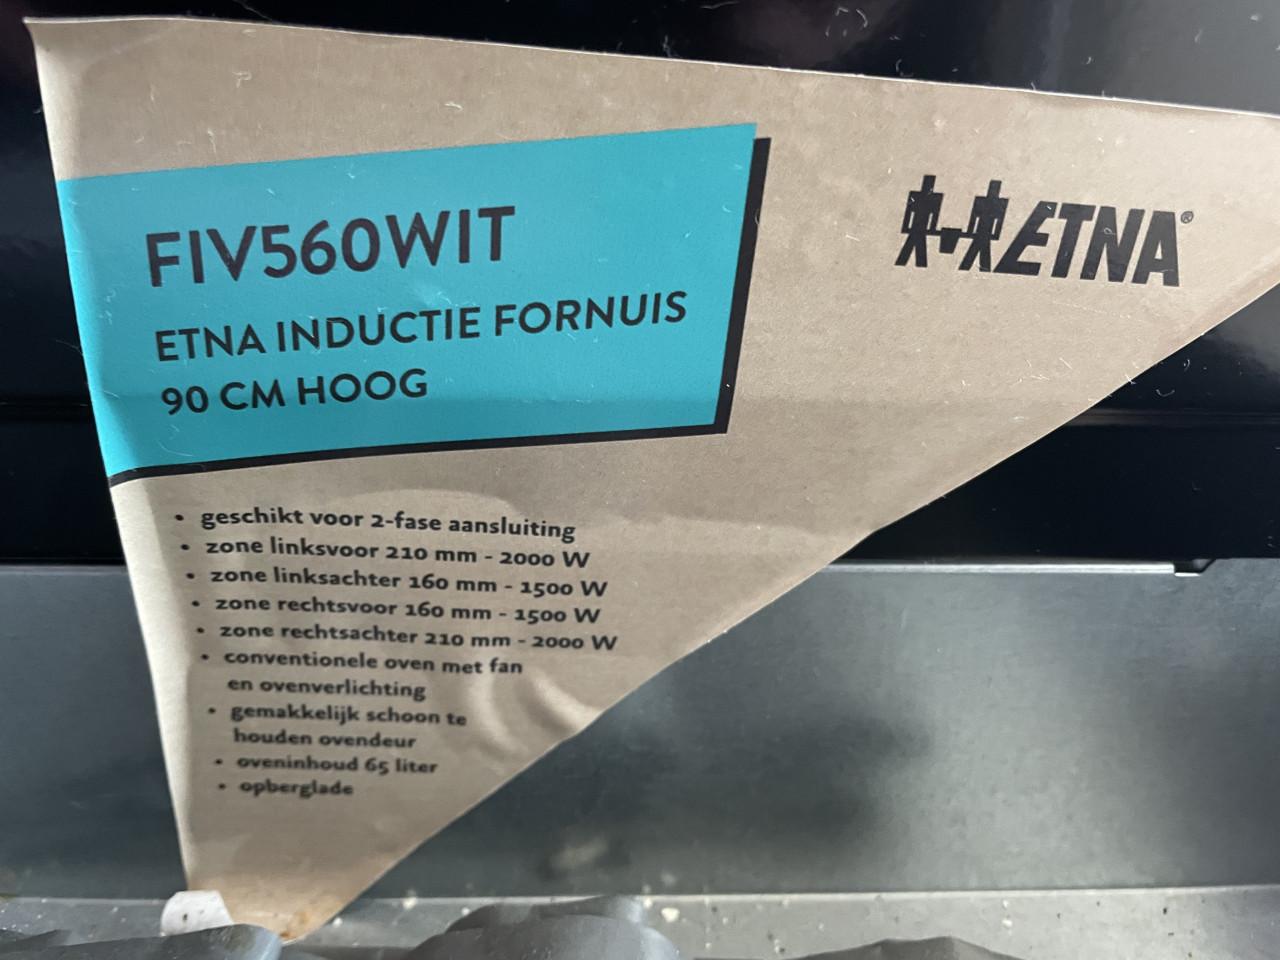 FIV560WIT
ETNA INDUCTIE FORNUIS
90 CM HOOG
ETNA®
• geschikt voor 2-fase aansluiting
• zone linksvoor 210 mm - 2000 W
• zone linksachter 160 mm - 1500 W
• zone rechtsvoor 160 mm - 1500 W
• zone rechtsachter 210 mm - 2000 W
• conventionele oven met fan
en ovenverlichting
• gemakkelijk schoon te
houden ovendeur
• oveninhoud 65 liter
• opberglade